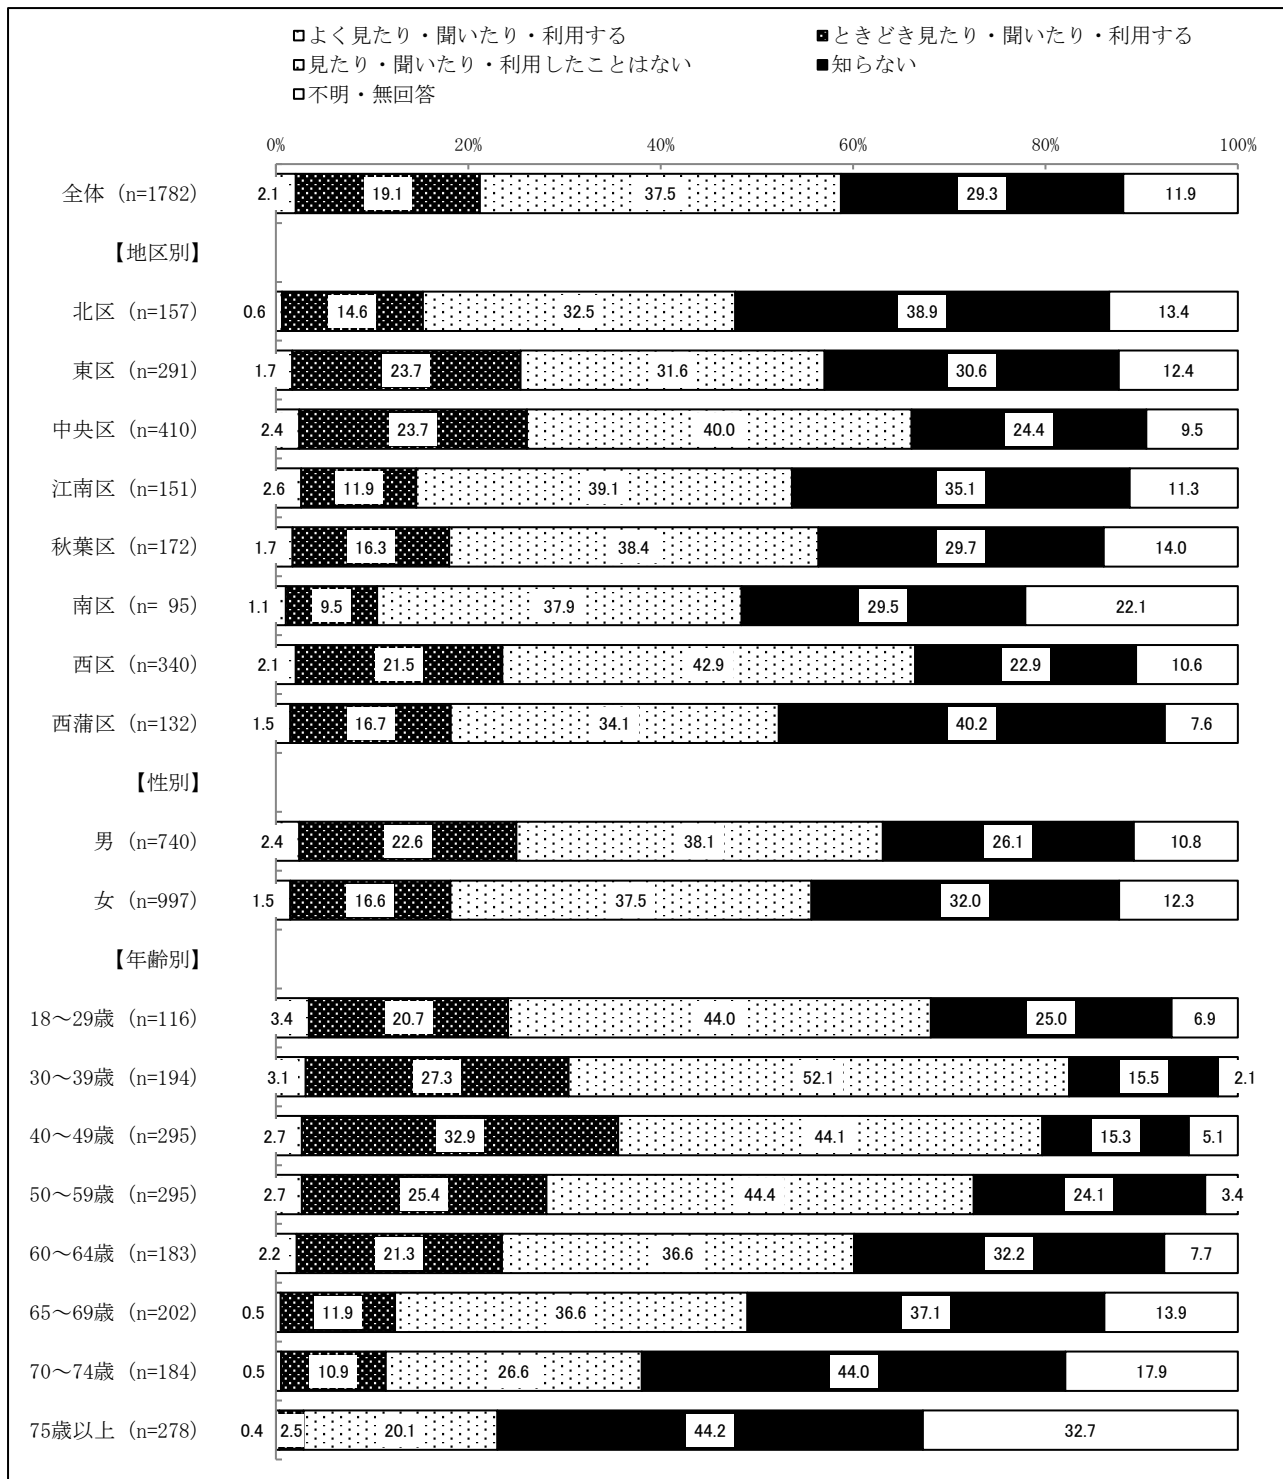 □よく見たり・聞いたり・利用する ■ときどき見たり・聞いたり・利用する
□見たり・聞いたり・利用したことはない ■知らない
□不明・無回答
0% 20% 40% 60% 80% 100%
全体 (n=1782) 2.1 19.1 37.5 29.3 11.9
【地区別】
北区 (n=157) 0.6 14.6 32.5 38.9 13.4
東区 (n=291) 1.7 23.7 31.6 30.6 12.4
中央区 (n=410) 2.4 23.7 40.0 24.4 9.5
江南区 (n=151) 2.6 11.9 39.1 35.1 11.3
秋葉区 (n=172) 1.7 16.3 38.4 29.7 14.0
南区 (n= 95) 1.1 9.5 37.9 29.5 22.1
西区 (n=340) 2.1 21.5 42.9 22.9 10.6
西蒲区 (n=132) 1.5 16.7 34.1 40.2 7.6
【性別】
男 (n=740) 2.4 22.6 38.1 26.1 10.8
女 (n=997) 1.5 16.6 37.5 32.0 12.3
【年齢別】
18～29歳 (n=116) 3.4 20.7 44.0 25.0 6.9
30～39歳 (n=194) 3.1 27.3 52.1 15.5 2.1
40～49歳 (n=295) 2.7 32.9 44.1 15.3 5.1
50～59歳 (n=295) 2.7 25.4 44.4 24.1 3.4
60～64歳 (n=183) 2.2 21.3 36.6 32.2 7.7
65～69歳 (n=202) 0.5 11.9 36.6 37.1 13.9
70～74歳 (n=184) 0.5 10.9 26.6 44.0 17.9
75歳以上 (n=278) 0.4 2.5 20.1 44.2 32.7